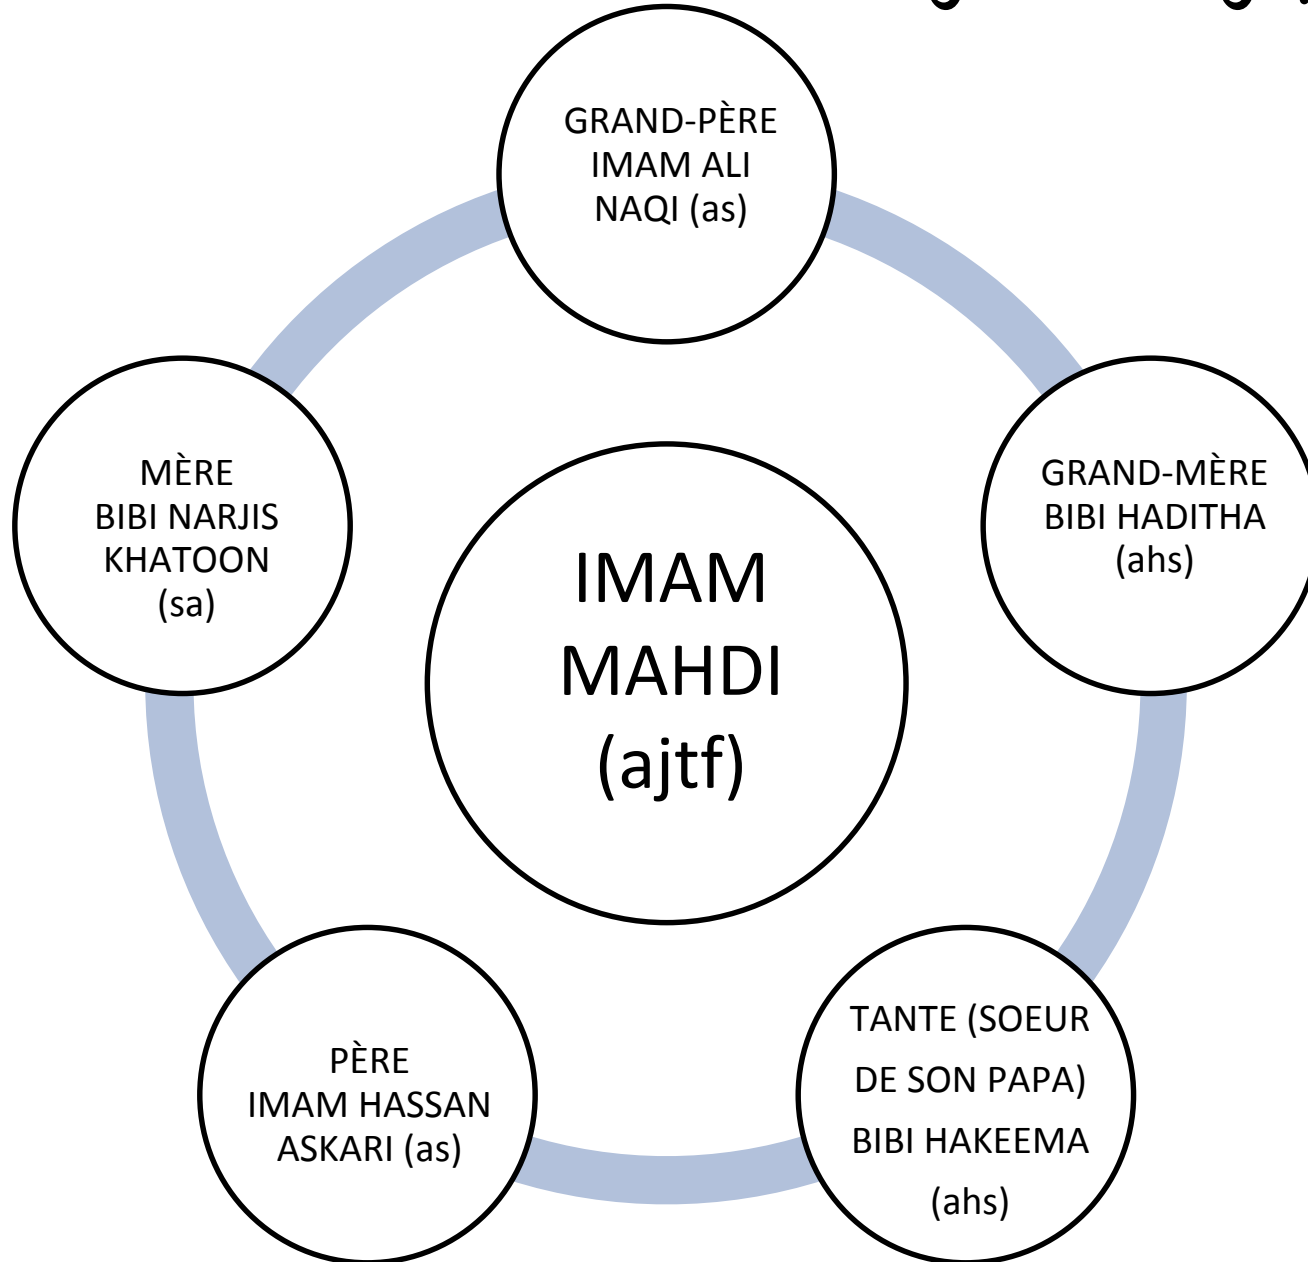 GRAND-PÈRE
IMAM ALI
NAQI (as)
MÈRE
BIBI NARJIS
KHATOON
(sa)
GRAND-MÈRE
BIBI HADITHA
(ahs)
IMAM
MAHDI
(ajtf)
PÈRE
IMAM HASSAN
ASKARI (as)
TANTE (SOEUR
DE SON PAPA)
BIBI HAKEEMA
(ahs)